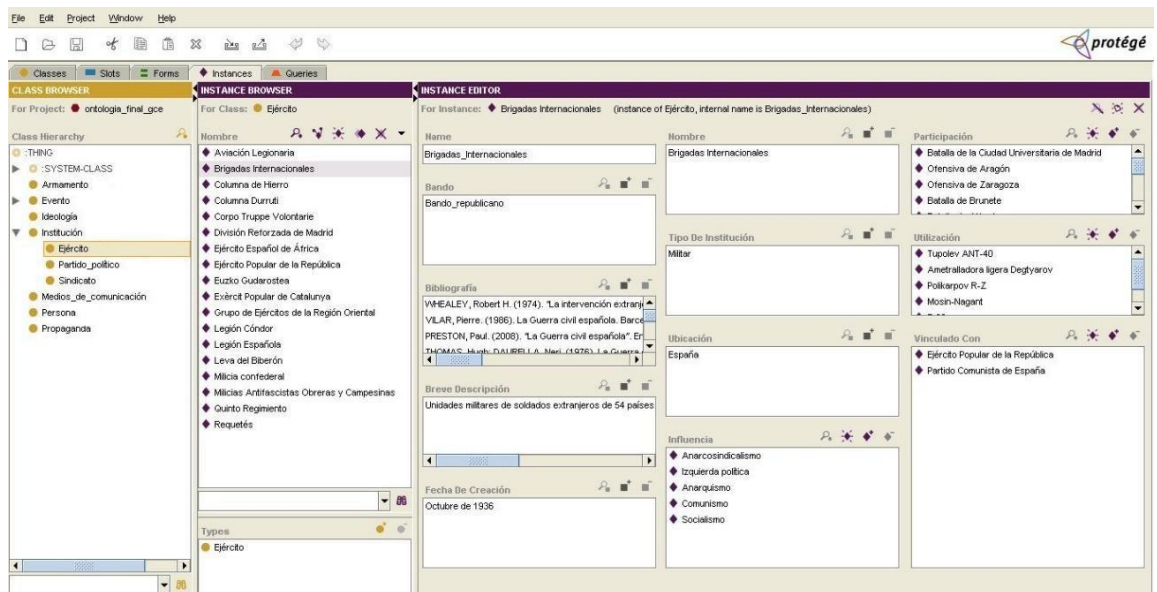 File Edit Project Window Help
protégé
Classes Slots Forms Instances Queries
CLASS BROWSER
For Project: ontologia_final_gce
Class Hierarchy
:THING
:SYSTEM-CLASS
Armamento
Evento
Ideología
Institución
Ejército
Partido_político
Sindicato
Medios_de_comunicación
Persona
Propaganda
INSTANCE BROWSER
For Class: Ejército
Nombre
Aviación Legionaria
Brigadas Internacionales
Columna de Hierro
Columna Durruti
Corpo Truppe Volontarie
División Reforzada de Madrid
Ejército Español de África
Ejército Popular de la República
Euzko Gudarostea
Exèrcit Popular de Catalunya
Grupo de Ejércitos de la Región Oriental
Legión Cóndor
Legión Española
Leva del Biberón
Milicia confederal
Milicias Antifascistas Obreras y Campesinas
Quinto Regimiento
Requetés
Types
Ejército
INSTANCE EDITOR
For Instance: Brigadas Internacionales (instance of Ejército, internal name is Brigadas_Internacionales)
Name
Brigadas_Internacionales
Bando
Bando_republicano
Bibliografía
WHEALEY, Robert H. (1974). "La intervención extranj
VILAR, Pierre. (1986). La Guerra civil española. Barce
PRESTON, Paul. (2008). "La Guerra civil española". Er
THOMAS, Hugh; DAURELLA, Neri. (1976). La Guerra
Breve Descripción
Unidades militares de soldados extranjeros de 54 países
Fecha De Creación
Octubre de 1936
Nombre
Brigadas Internacionales
Tipo De Institución
Militar
Ubicación
España
Influencia
Anarcosindicalismo
Izquierda política
Anarquismo
Comunismo
Socialismo
Participación
Batalla de la Ciudad Universitaria de Madrid
Ofensiva de Aragón
Ofensiva de Zaragoza
Batalla de Brunete
Utilización
Tupolev ANT-40
Ametralladora ligera Degtyarov
Polikarpov R-Z
Mosin-Nagant
Vinculado Con
Ejército Popular de la República
Partido Comunista de España